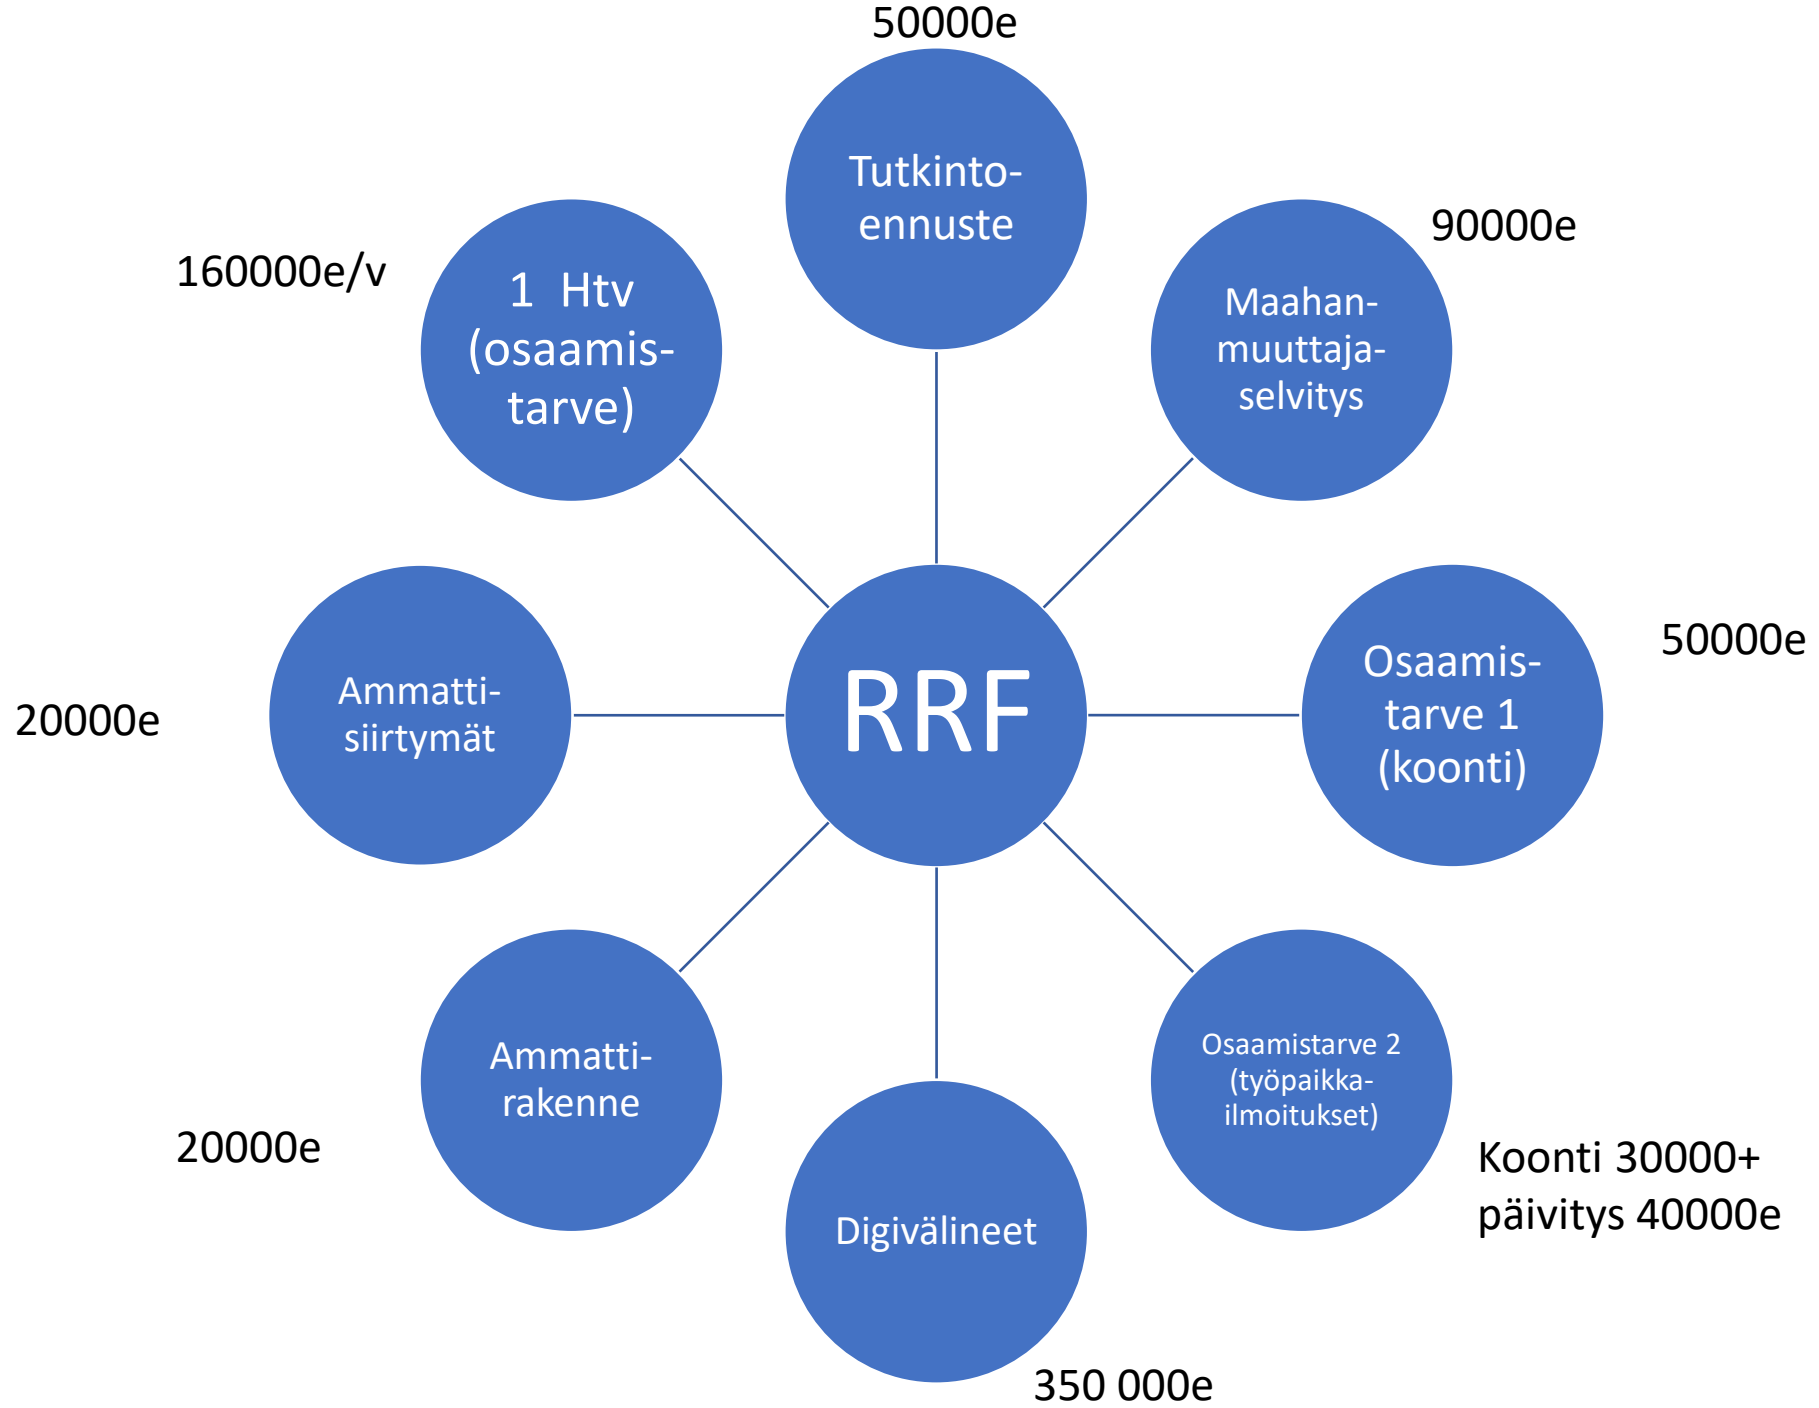 50000e
Tutkinto-
ennuste
90000e
Maahan-
muuttaja-
selvitys
160000e/v
1 Htv
(osaamis-
tarve)
50000e
Osaamis-
tarve 1
(koonti)
RRF
Ammatti-
siirtymät
20000e
Osaamistarve 2
(työpaikka-
ilmoitukset)
Koonti 30000+
päivitys 40000e
Ammatti-
rakenne
20000e
Digivälineet
350 000e